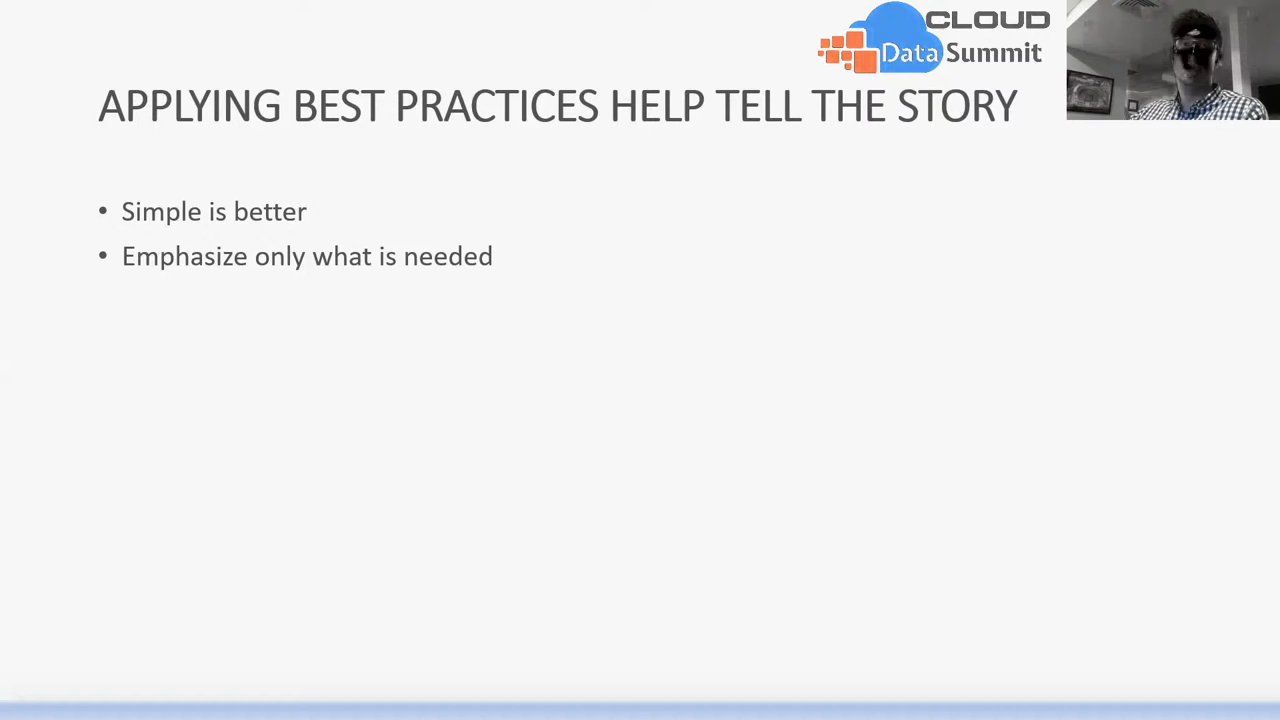 CLOUD
Data Summit
APPLYING BEST PRACTICES HELP TELL THE STORY
• Simple is better
• Emphasize only what is needed